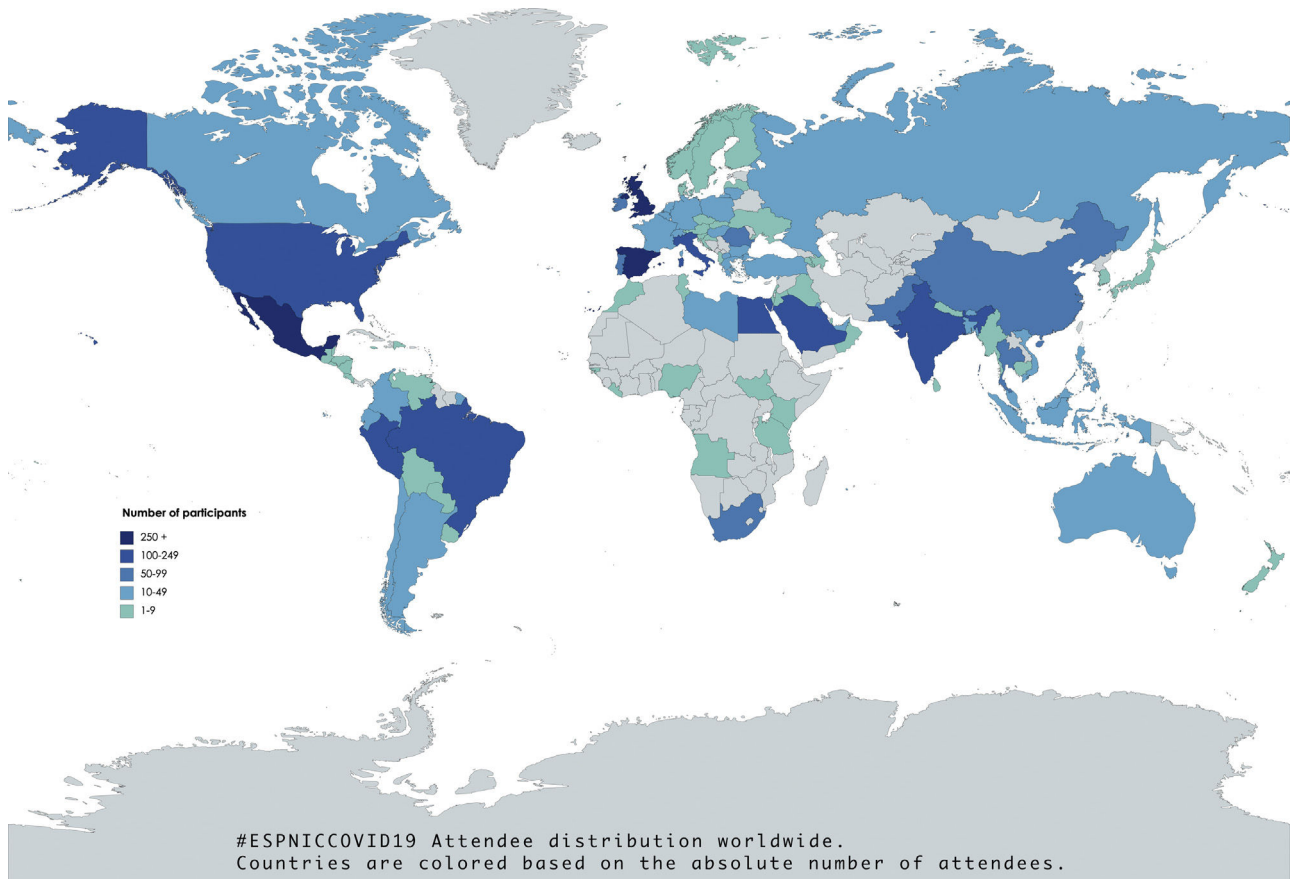 Number of participants
250 +
100-249
50-99
10-49
1-9
#ESPNICCOVID19 Attendee distribution worldwide.
Countries are colored based on the absolute number of attendees.